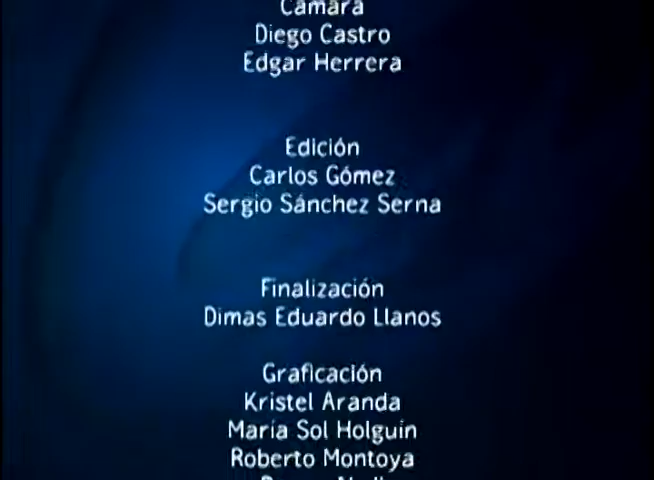 Cámara
Diego Castro
Edgar Herrera
Edición
Carlos Gómez
Sergio Sánchez Serna
Finalización
Dimas Eduardo Llanos
Graficación
Kristel Aranda
María Sol Holguín
Roberto Montoya